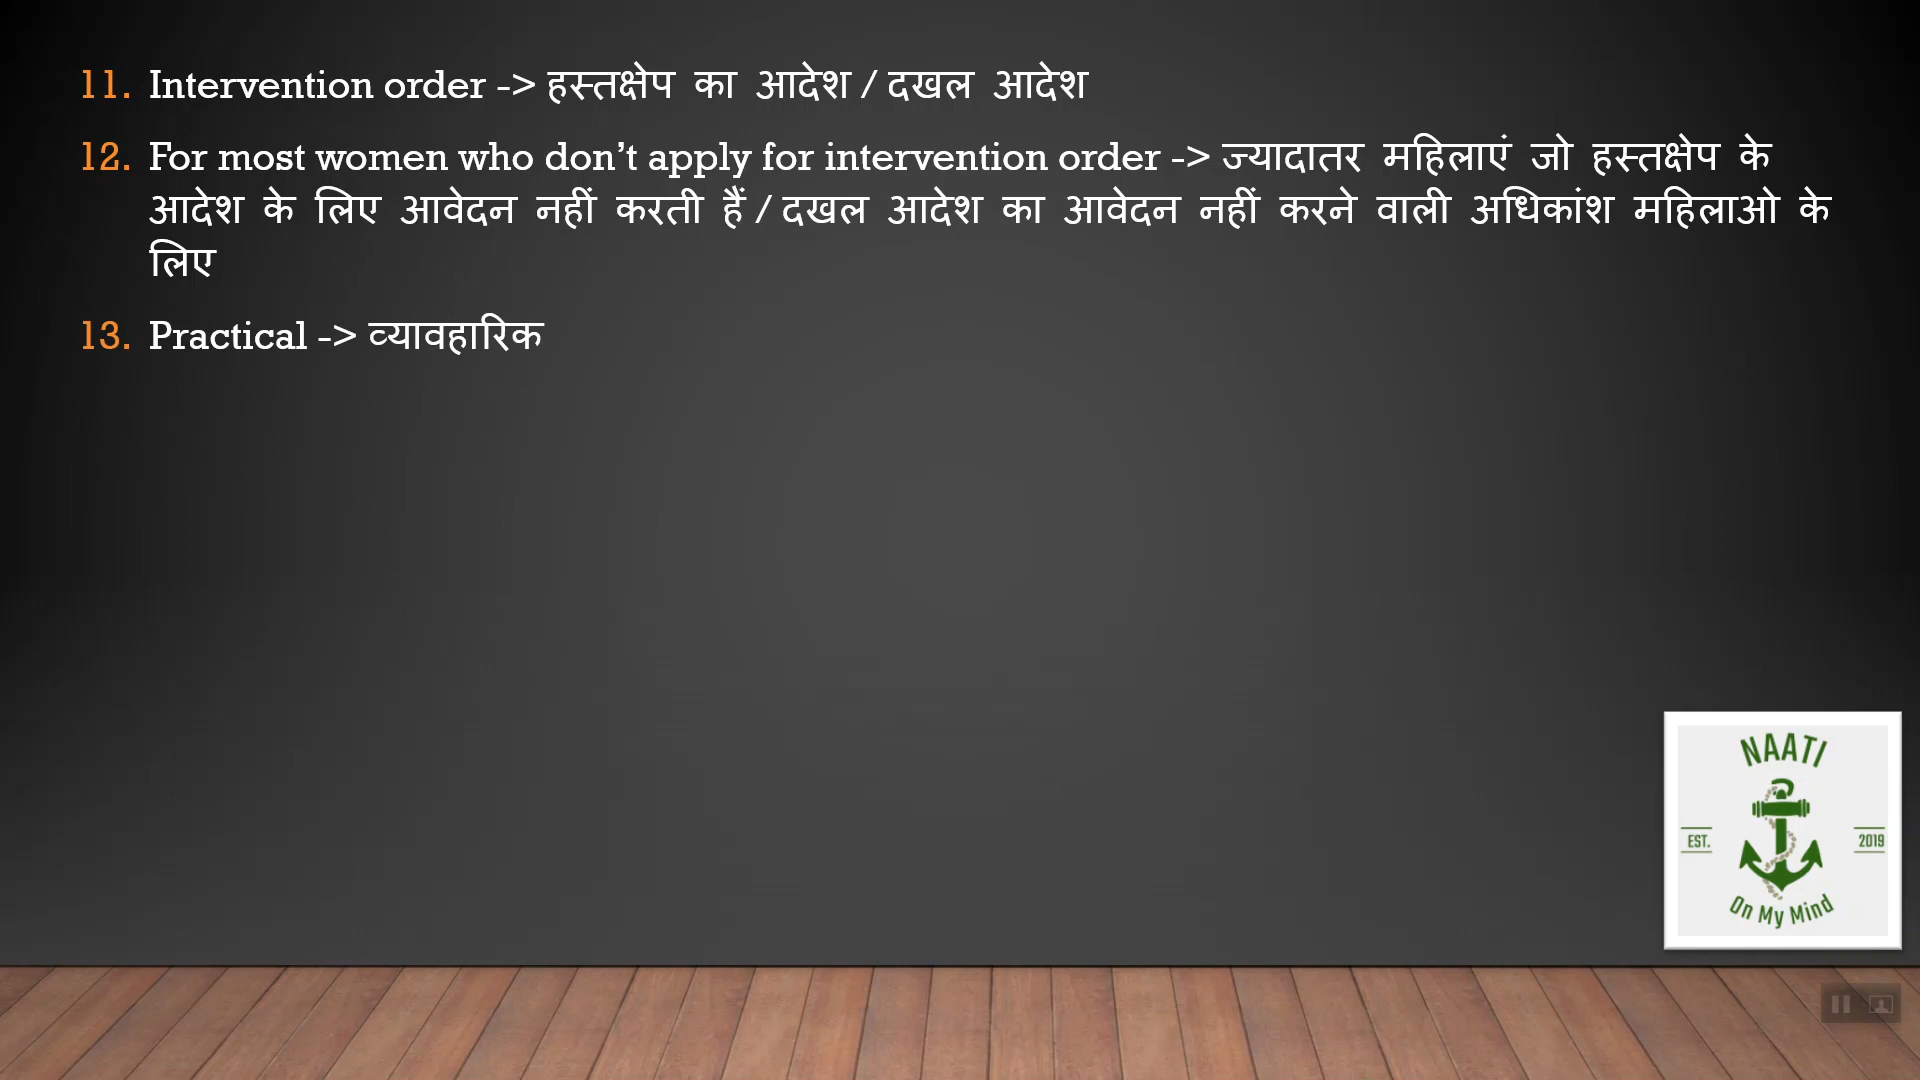 11. Intervention order -> हस्तक्षेप का आदेश / दखल आदेश
12. For most women who don’t apply for intervention order -> ज्यादातर महिलाएं जो हस्तक्षेप के
आदेश के लिए आवेदन नहीं करती हैं / दखल आदेश का आवेदन नहीं करने वाली अधिकांश महिलाओ के
लिए
13. Practical -> व्यावहारिक
NAATI
EST. 2019
On My Mind